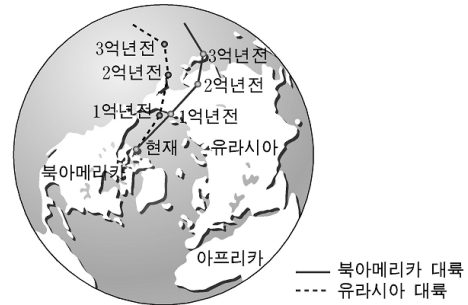 3억년전
3억년전
2억년전
2억년전
1억년전
1억년전
현재
유라시아
북아메리카
아프리카
북아메리카 대륙
유라시아 대륙